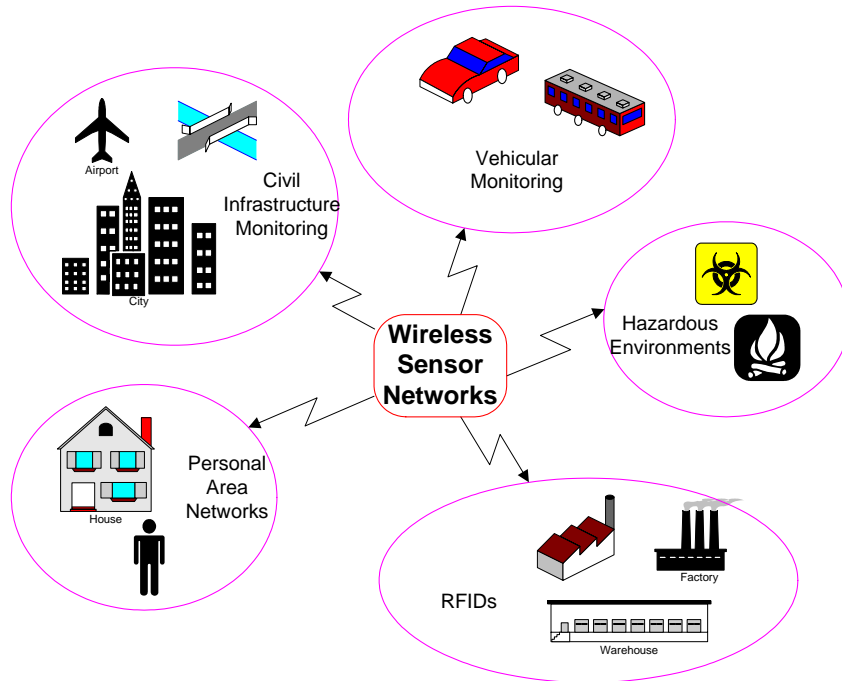 Airport
Civil
Infrastructure
Monitoring
City
Vehicular
Monitoring
Hazardous
Environments
Wireless
Sensor
Networks
Personal
Area
Networks
House
RFIDs
Factory
Warehouse